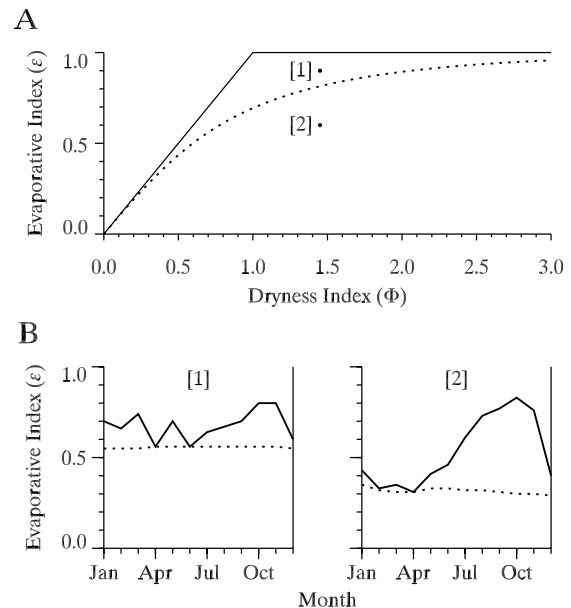 A
Evaporative Index (ε)
1.0
0.5
0.0
[1]
[2]
0.0 0.5 1.0 1.5 2.0 2.5 3.0
Dryness Index (Φ)
B
Evaporative Index (ε)
1.0
0.5
0.0
[1]
[2]
Jan Apr Jul Oct Jan Apr Jul Oct
Month